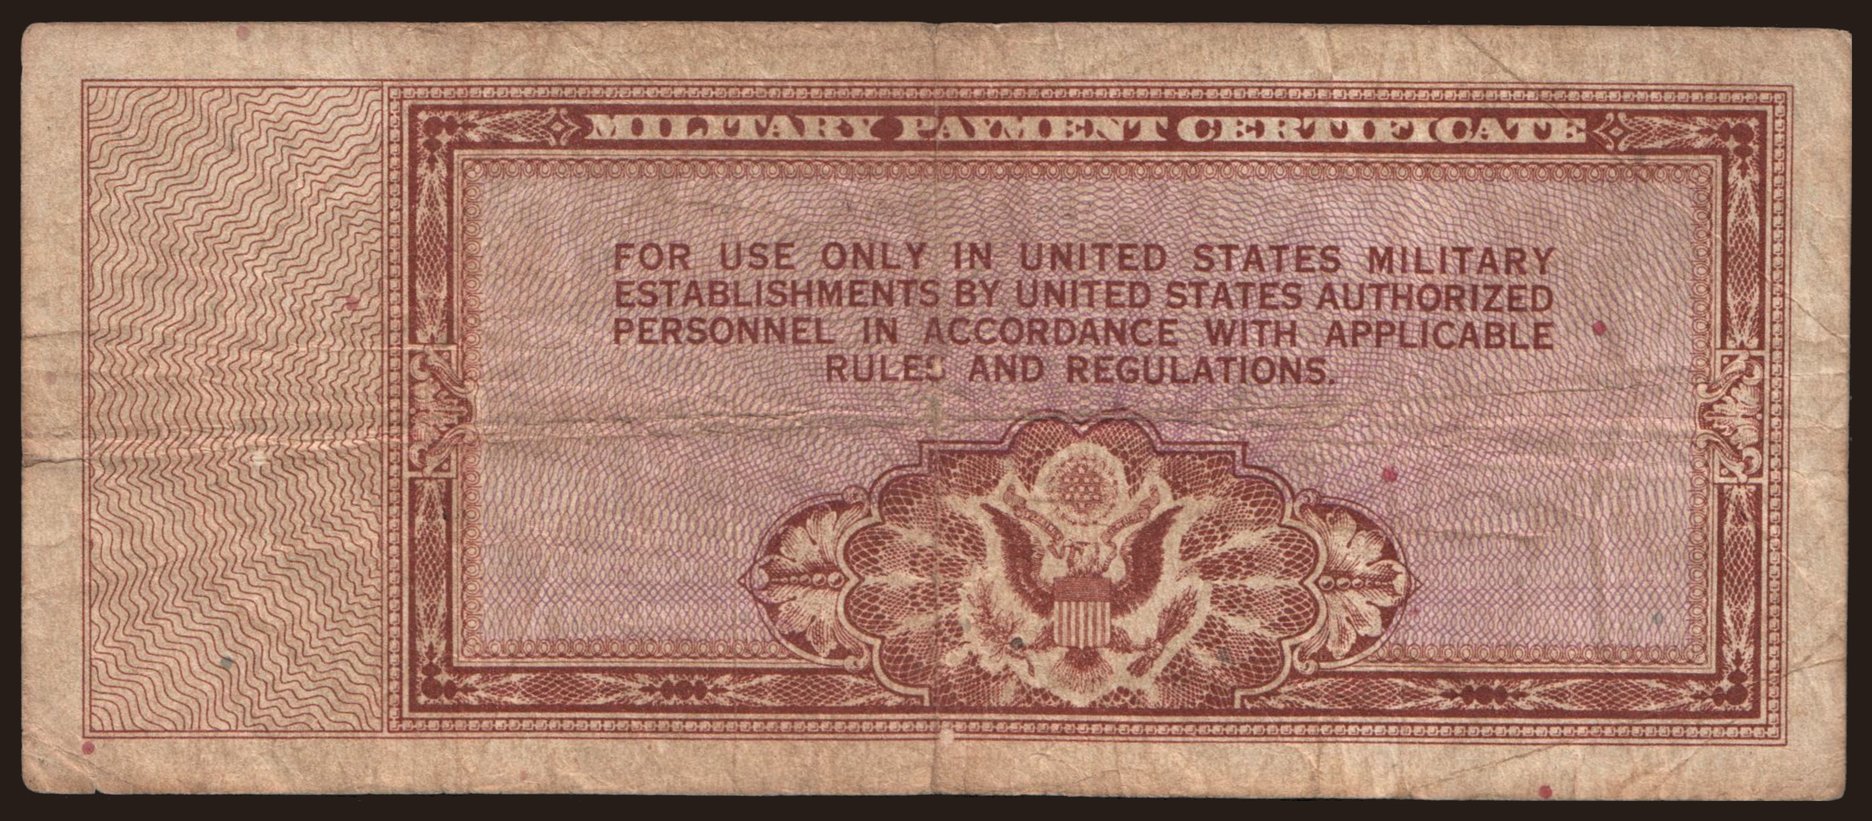 MILITARY PAYMENT CERTIFICATE
FOR USE ONLY IN UNITED STATES MILITARY
ESTABLISHMENTS BY UNITED STATES AUTHORIZED
PERSONNEL IN ACCORDANCE WITH APPLICABLE
RULES AND REGULATIONS.